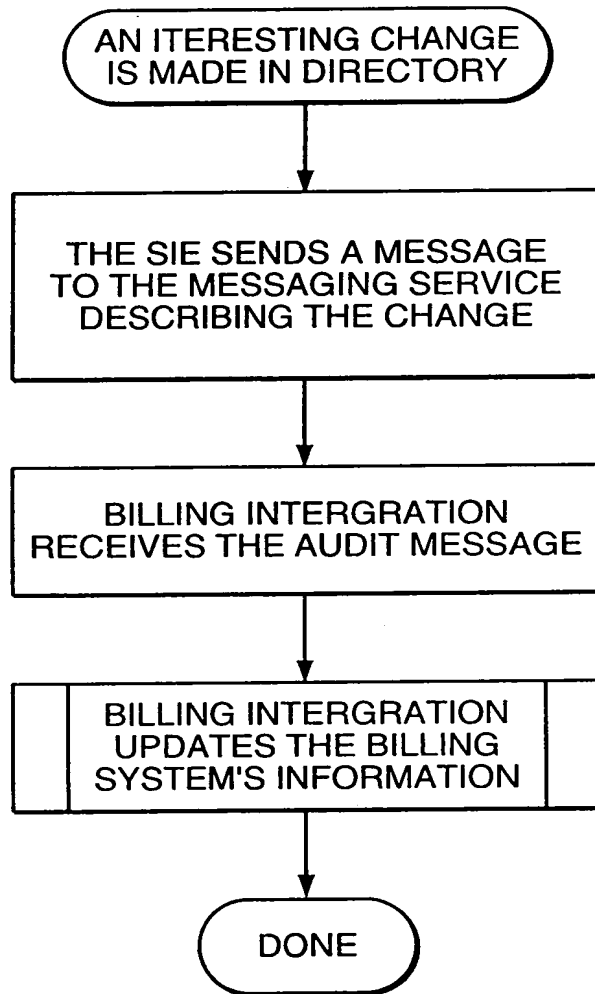 AN ITERESTING CHANGE
IS MADE IN DIRECTORY
THE SIE SENDS A MESSAGE
TO THE MESSAGING SERVICE
DESCRIBING THE CHANGE
BILLING INTERGRATION
RECEIVES THE AUDIT MESSAGE
BILLING INTERGRATION
UPDATES THE BILLING
SYSTEM'S INFORMATION
DONE